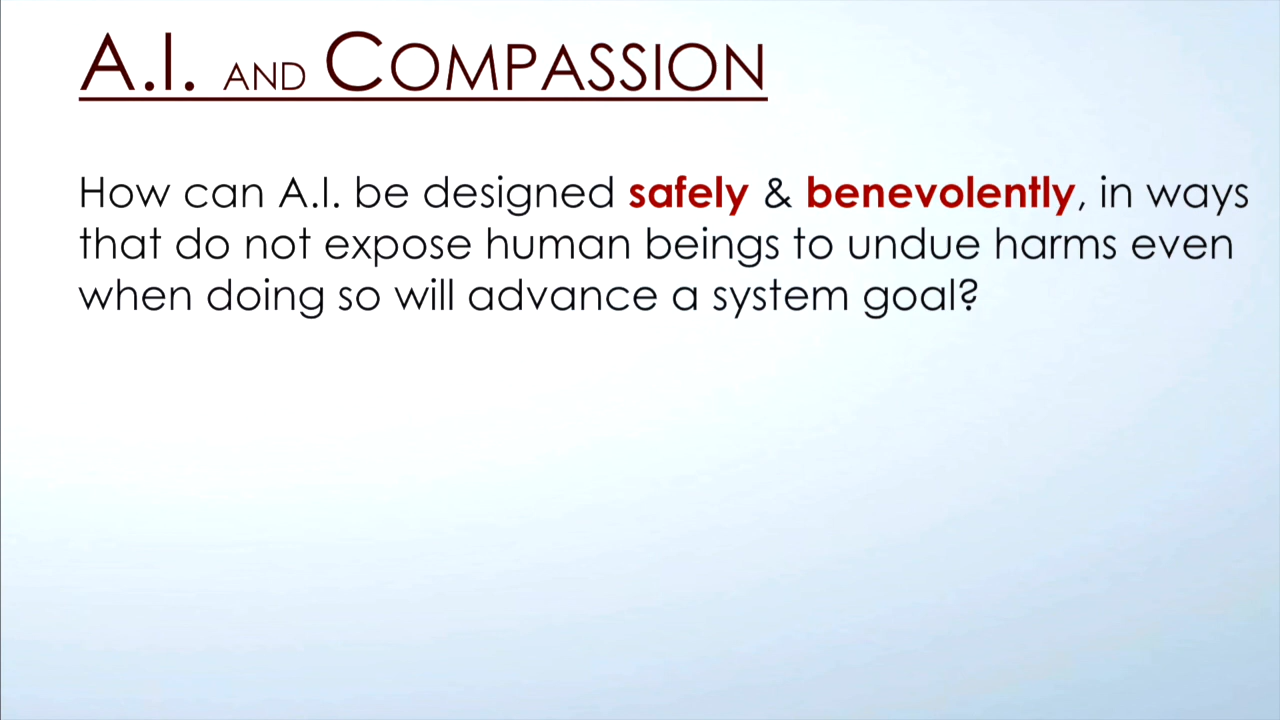 A.I. AND COMPASSION
How can A.I. be designed safely & benevolently, in ways
that do not expose human beings to undue harms even
when doing so will advance a system goal?